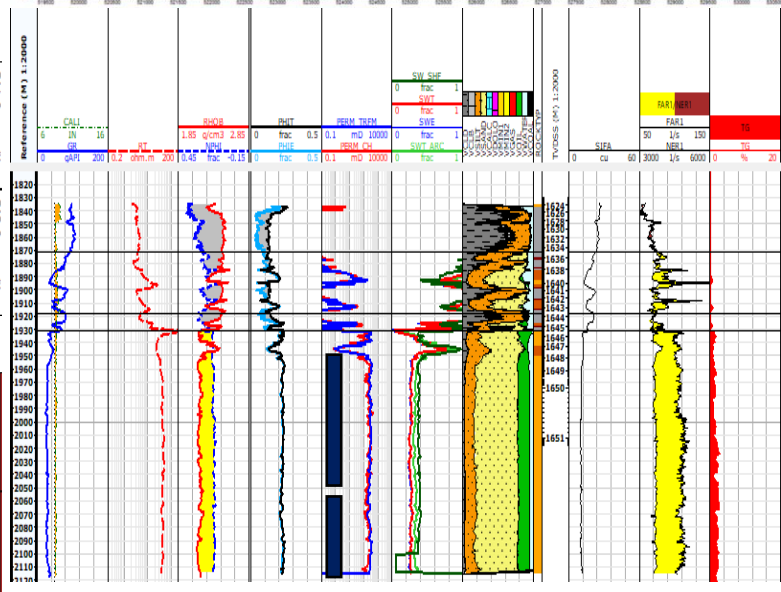 Reference (M) 1:2000
CALI
6 IN 16
GR
0 gAPI 200
RT
0.2 ohm.m 200
RHOB
1.85 g/cm3 2.85
NPHI
0.45 frac -0.15
PHIT
0 frac 0.5
PHIE
0 frac 0.5
PERM_TRFM
0.1 mD 10000
PERM_CH
0.1 mD 10000
SW_SHF
0 frac 1
SWT
0 frac 1
SWE
0 frac 1
SWT_ARC
0 frac 1
ROCKTYP
TVDSS (M) 1:2000
SIFA
0 cu 60
FAR1/NER1
FAR1
50 1/s 150
NER1
3000 1/s 6000
TG
TG
0 % 20
1820
1830
1840
1850
1860
1870
1880
1890
1900
1910
1920
1930
1940
1950
1960
1970
1980
1990
2000
2010
2020
2030
2040
2050
2060
2070
2080
2090
2100
2110
2120
1624
1626
1628
1630
1632
1634
1636
1638
1640
1641
1642
1643
1644
1645
1646
1647
1648
1649
1650
1651